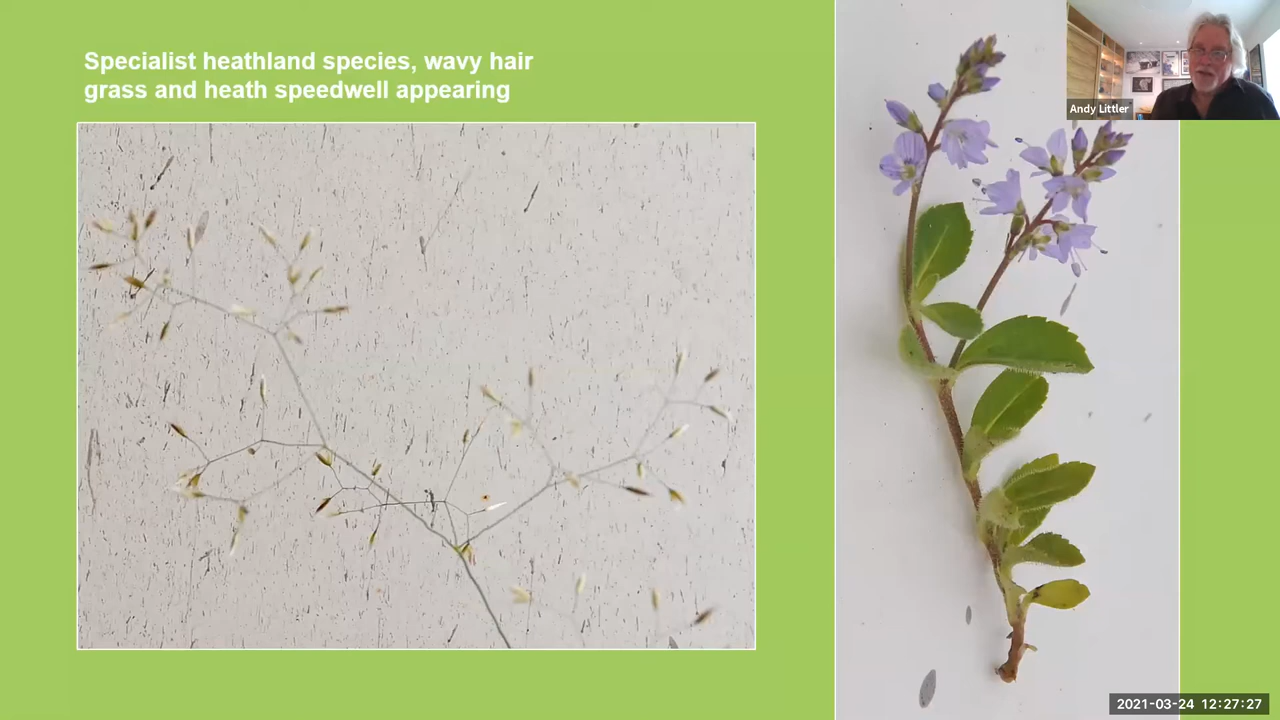 Specialist heathland species, wavy hair
grass and heath speedwell appearing
Andy Littler
2021-03-24 12:27:27